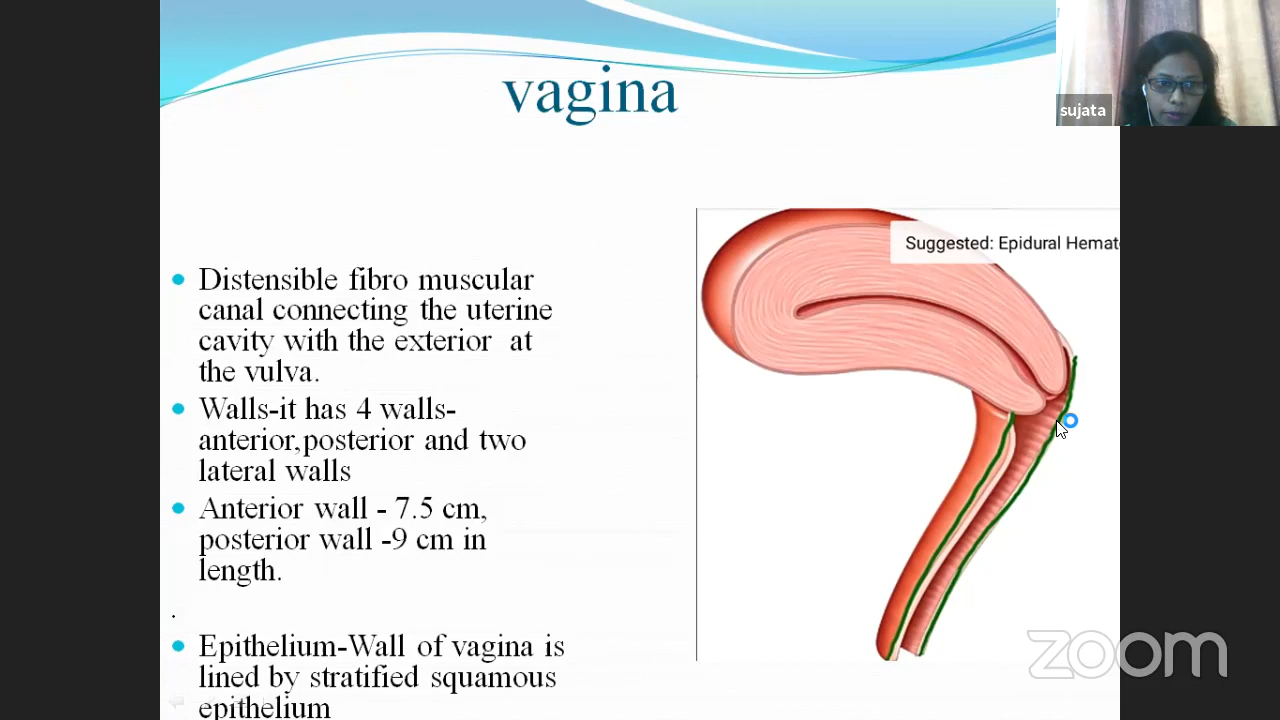 vagina
sujata
Suggested: Epidural Hemat
Distensible fibro muscular
canal connecting the uterine
cavity with the exterior at
the vulva.
Walls-it has 4 walls-
anterior,posterior and two
lateral walls
Anterior wall - 7.5 cm,
posterior wall -9 cm in
length.
.
Epithelium-Wall of vagina is
lined by stratified squamous
epithelium
zoom